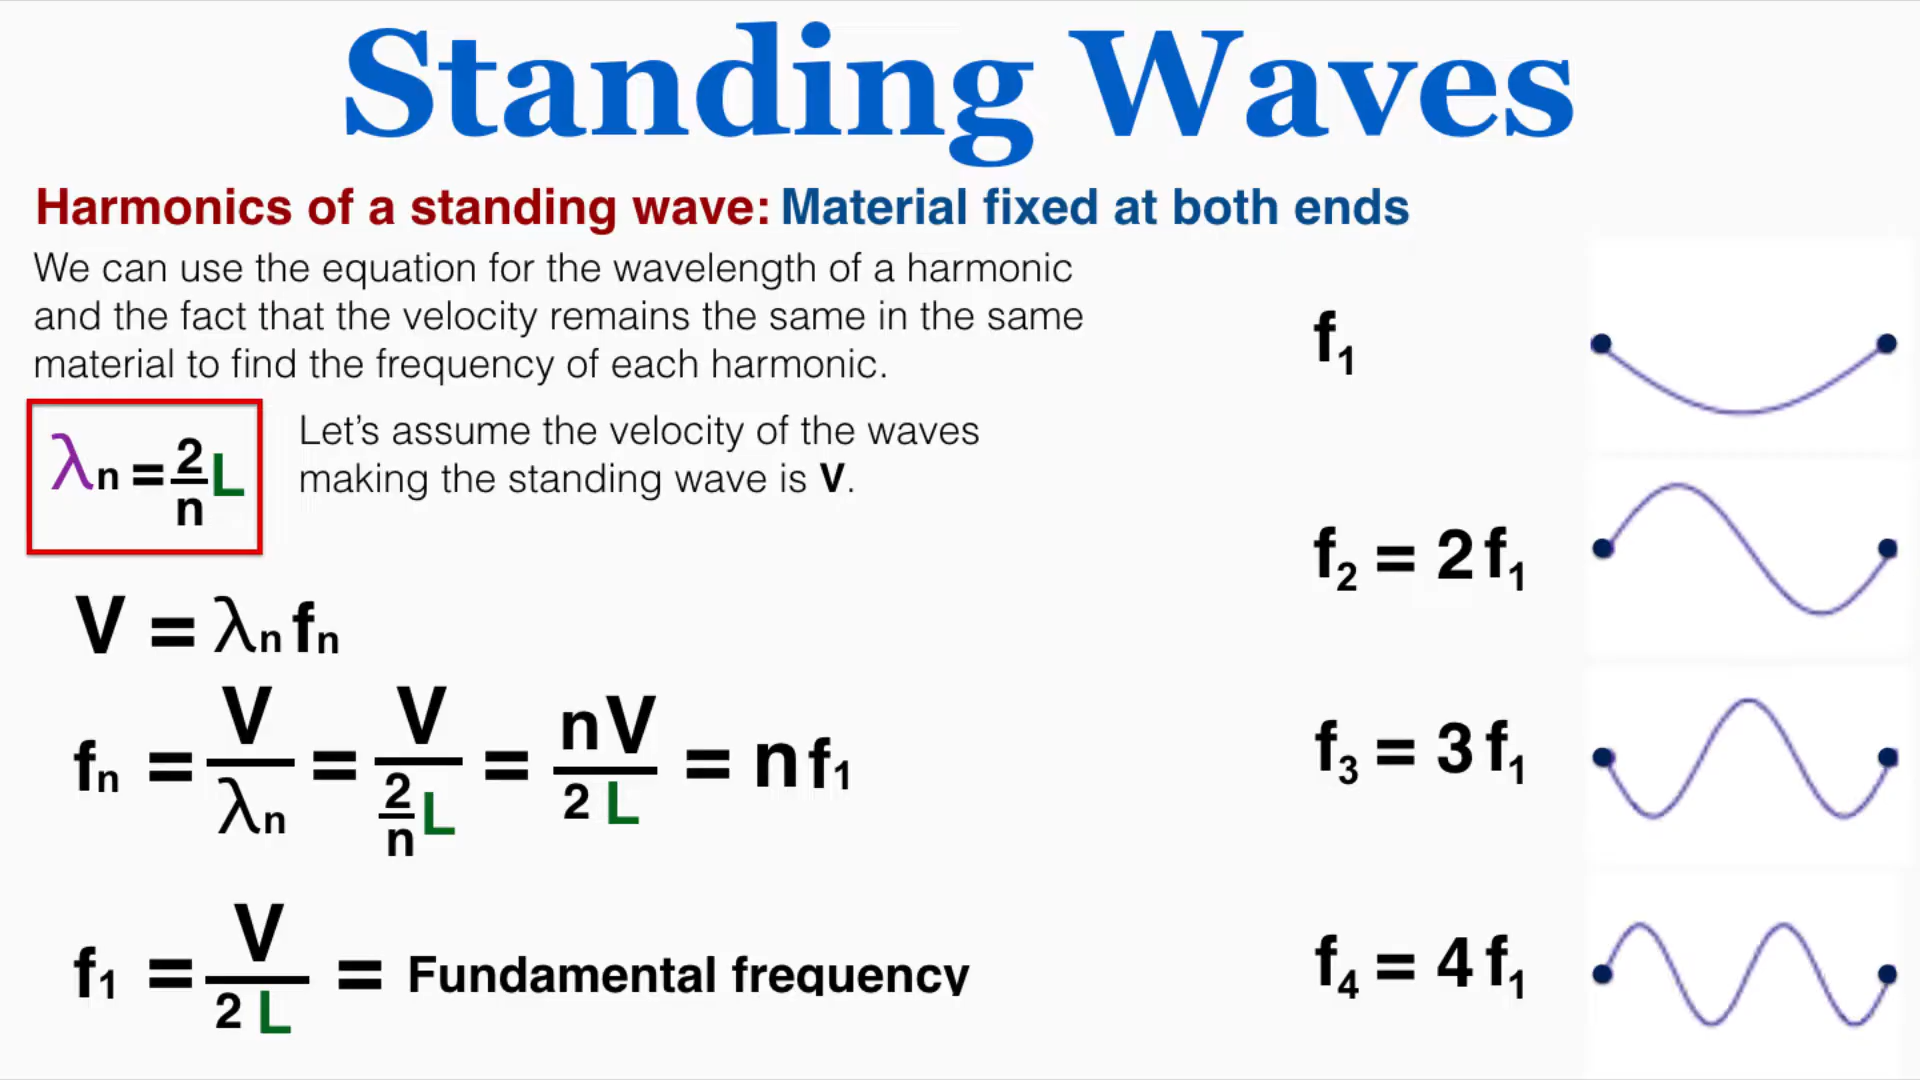 Standing Waves
Harmonics of a standing wave: Material fixed at both ends
We can use the equation for the wavelength of a harmonic
and the fact that the velocity remains the same in the same
material to find the frequency of each harmonic.
λn = 2/n L
Let's assume the velocity of the waves
making the standing wave is V.
V = λn fn
fn = V/λn = V/(2/n L) = nV/2 L = n f1
f1 = V/2 L = Fundamental frequency
f1
f2 = 2 f1
f3 = 3 f1
f4 = 4 f1